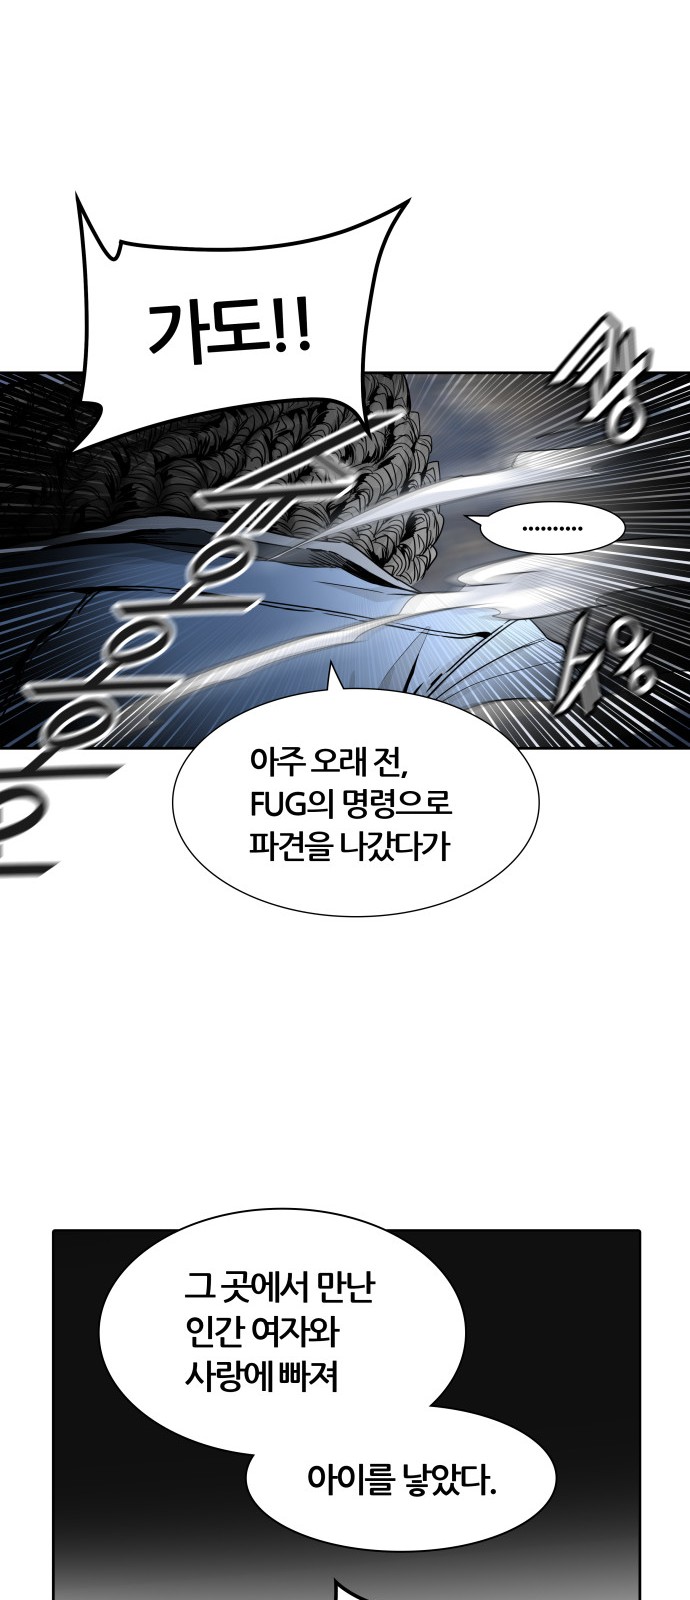 가도!!
..........
아주 오래 전,
FUG의 명령으로
파견을 나갔다가
그 곳에서 만난
인간 여자와
사랑에 빠져
아이를 낳았다.